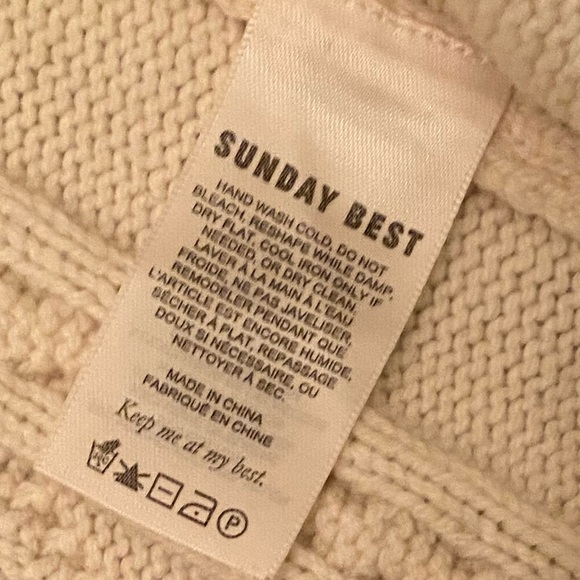 SUNDAY BEST
HAND WASH COLD, DO NOT
BLEACH, RESHAPE WHILE DAMP,
DRY FLAT, COOL IRON ONLY IF
NEEDED, OR DRY CLEAN.
LAVER À LA MAIN À L'EAU
FROIDE, NE PAS JAVELISER,
REMODELER PENDANT QUE
L'ARTICLE EST ENCORE HUMIDE,
SÉCHER À PLAT, REPASSAGE
DOUX SI NÉCESSAIRE, OU
NETTOYER À SEC.
MADE IN CHINA
FABRIQUÉ EN CHINE
Keep me at my best.
P